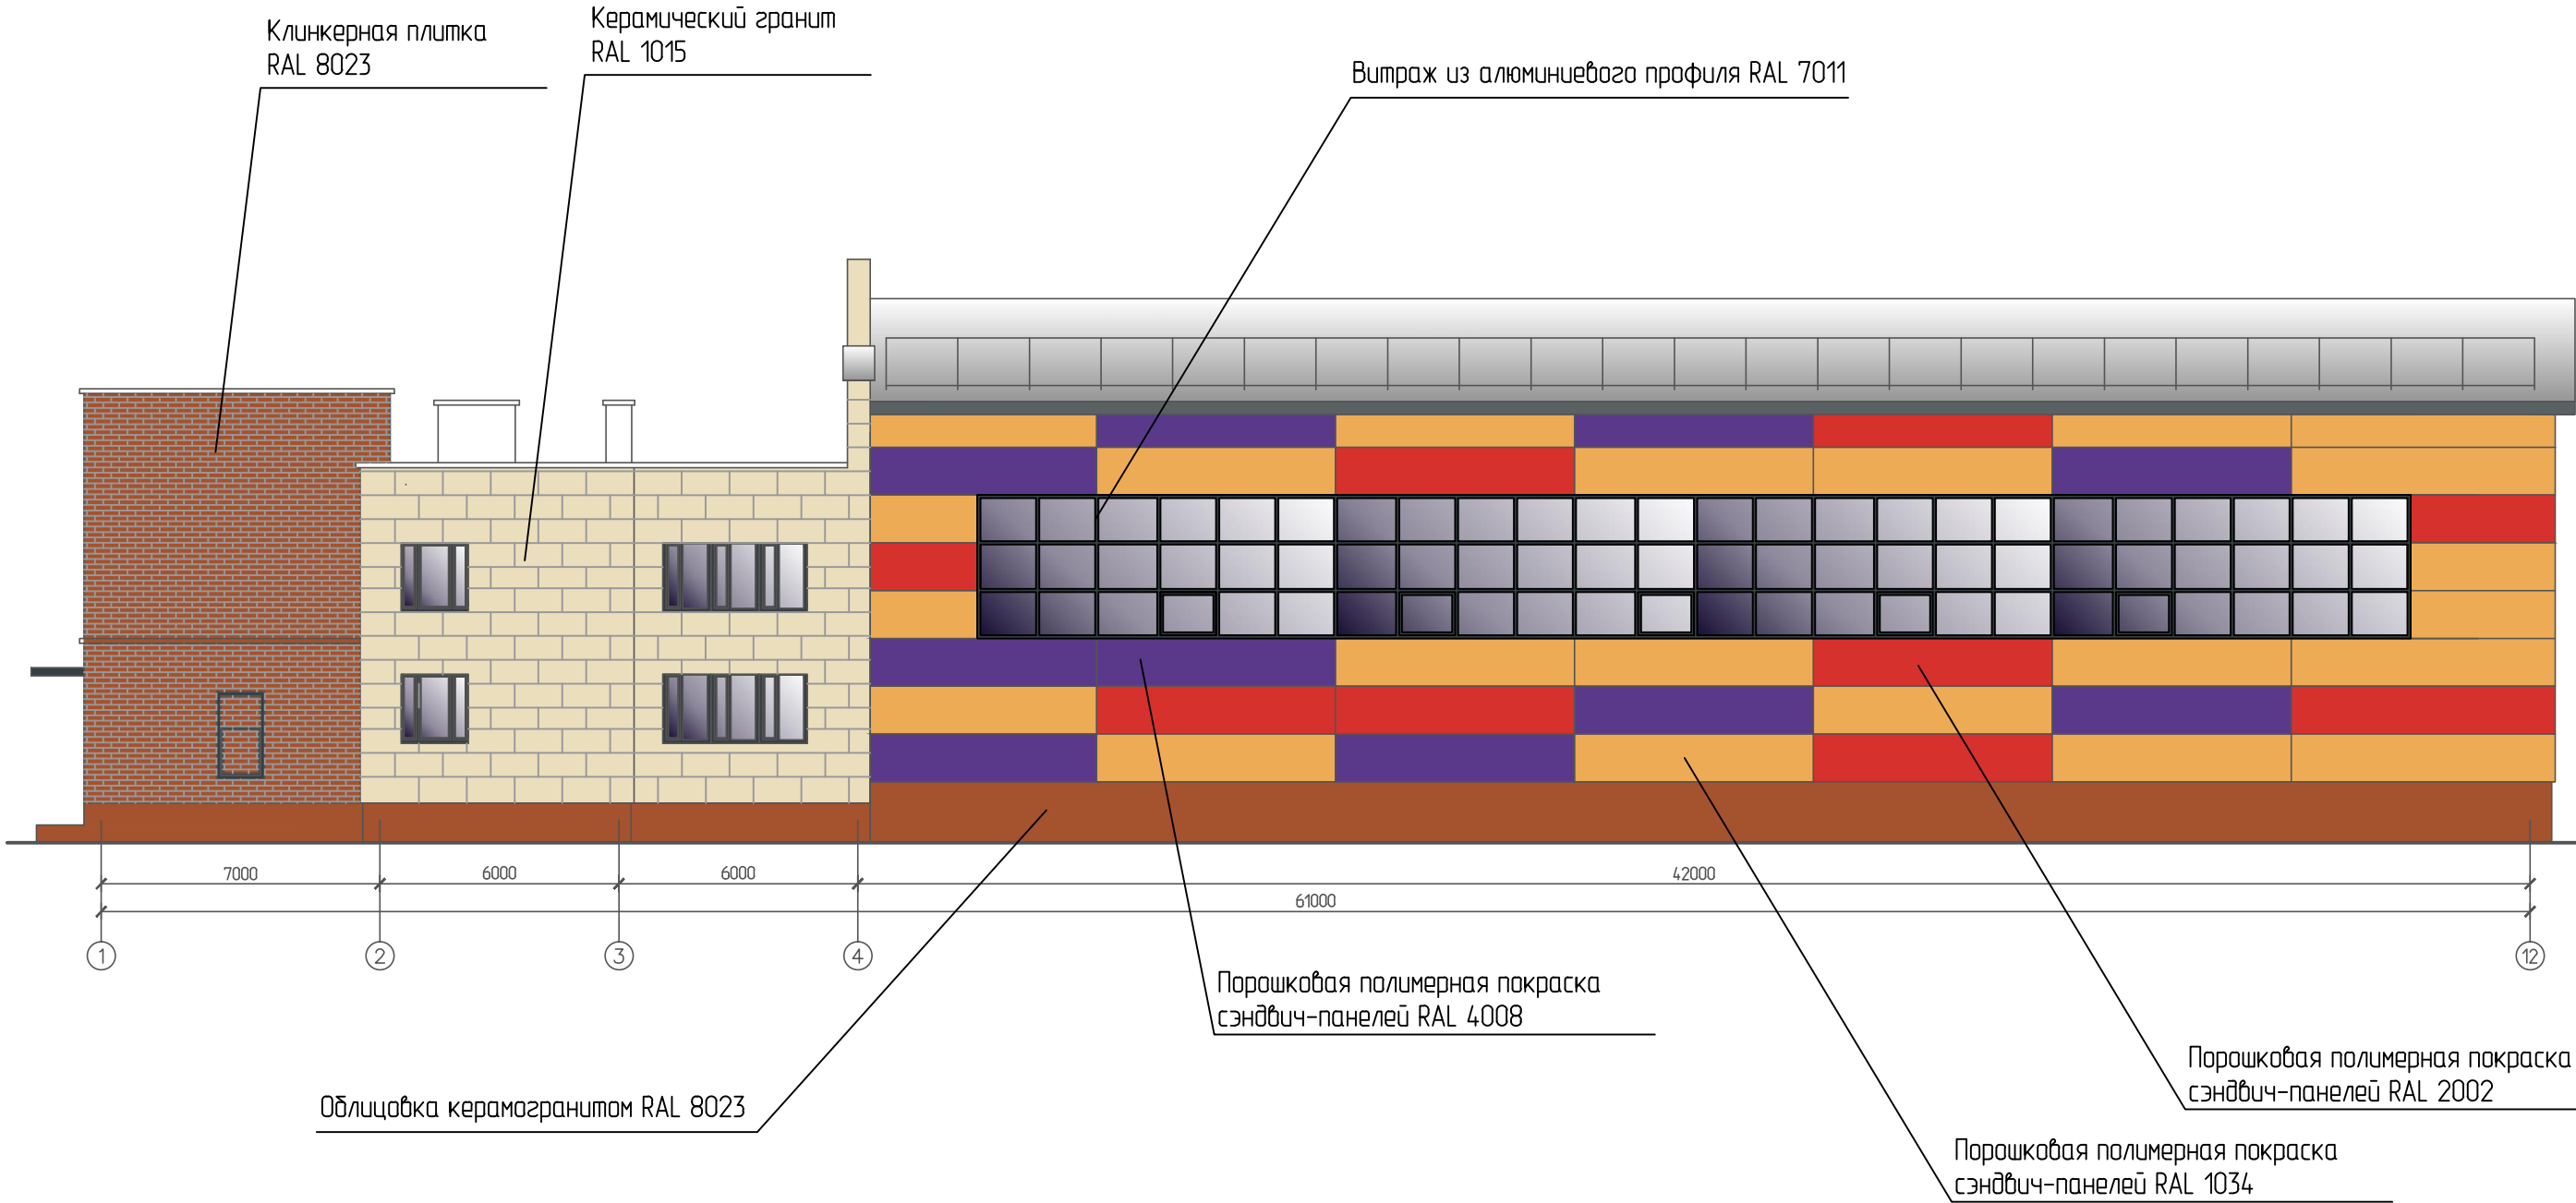 Клинкерная плитка
RAL 8023
Керамический гранит
RAL 1015
Витраж из алюминиевого профиля RAL 7011
7000
6000
6000
42000
61000
1
2
3
4
12
Порошковая полимерная покраска
сэндвич-панелей RAL 4008
Порошковая полимерная покраска
сэндвич-панелей RAL 2002
Облицовка керамогранитом RAL 8023
Порошковая полимерная покраска
сэндвич-панелей RAL 1034